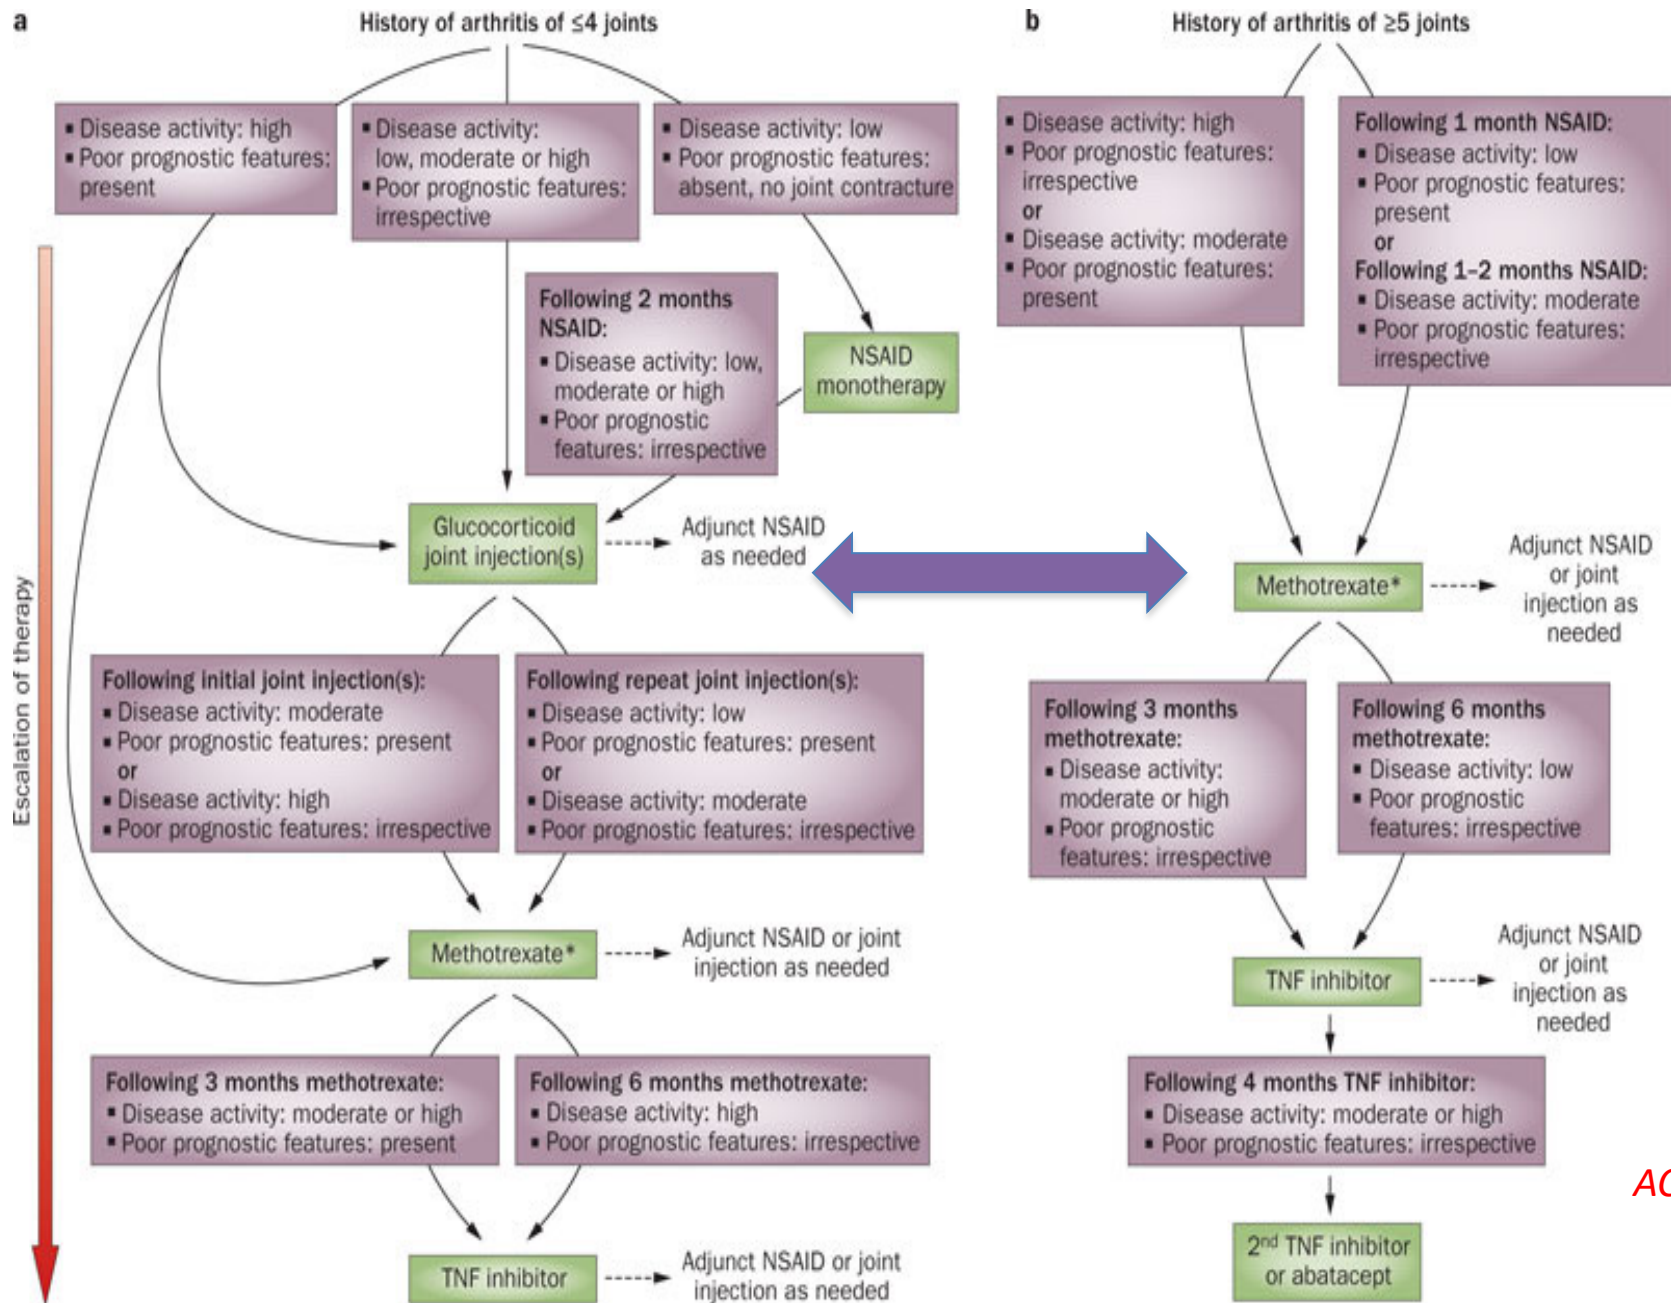 a
History of arthritis of ≤4 joints
▪ Disease activity: high
▪ Poor prognostic features:
present
▪ Disease activity:
low, moderate or high
▪ Poor prognostic features:
irrespective
▪ Disease activity: low
▪ Poor prognostic features:
absent, no joint contracture
Following 2 months
NSAID:
▪ Disease activity: low,
moderate or high
▪ Poor prognostic
features: irrespective
NSAID
monotherapy
Glucocorticoid
joint injection(s)
Adjunct NSAID
as needed
Escalation of therapy
Following initial joint injection(s):
▪ Disease activity: moderate
▪ Poor prognostic features: present
or
▪ Disease activity: high
▪ Poor prognostic features: irrespective
Following repeat joint injection(s):
▪ Disease activity: low
▪ Poor prognostic features: present
or
▪ Disease activity: moderate
▪ Poor prognostic features: irrespective
Methotrexate*
Adjunct NSAID or joint
injection as needed
Following 3 months methotrexate:
▪ Disease activity: moderate or high
▪ Poor prognostic features: present
Following 6 months methotrexate:
▪ Disease activity: high
▪ Poor prognostic features: irrespective
TNF inhibitor
Adjunct NSAID or joint
injection as needed
b
History of arthritis of ≥5 joints
▪ Disease activity: high
▪ Poor prognostic features:
irrespective
or
▪ Disease activity: moderate
▪ Poor prognostic features:
present
Following 1 month NSAID:
▪ Disease activity: low
▪ Poor prognostic features:
present
or
Following 1–2 months NSAID:
▪ Disease activity: moderate
▪ Poor prognostic features:
irrespective
Methotrexate*
Adjunct NSAID
or joint
injection as
needed
Following 3 months
methotrexate:
▪ Disease activity:
moderate or high
▪ Poor prognostic
features: irrespective
Following 6 months
methotrexate:
▪ Disease activity: low
▪ Poor prognostic
features: irrespective
TNF inhibitor
Adjunct NSAID
or joint
injection as
needed
Following 4 months TNF inhibitor:
▪ Disease activity: moderate or high
▪ Poor prognostic features: irrespective
2nd TNF inhibitor
or abatacept